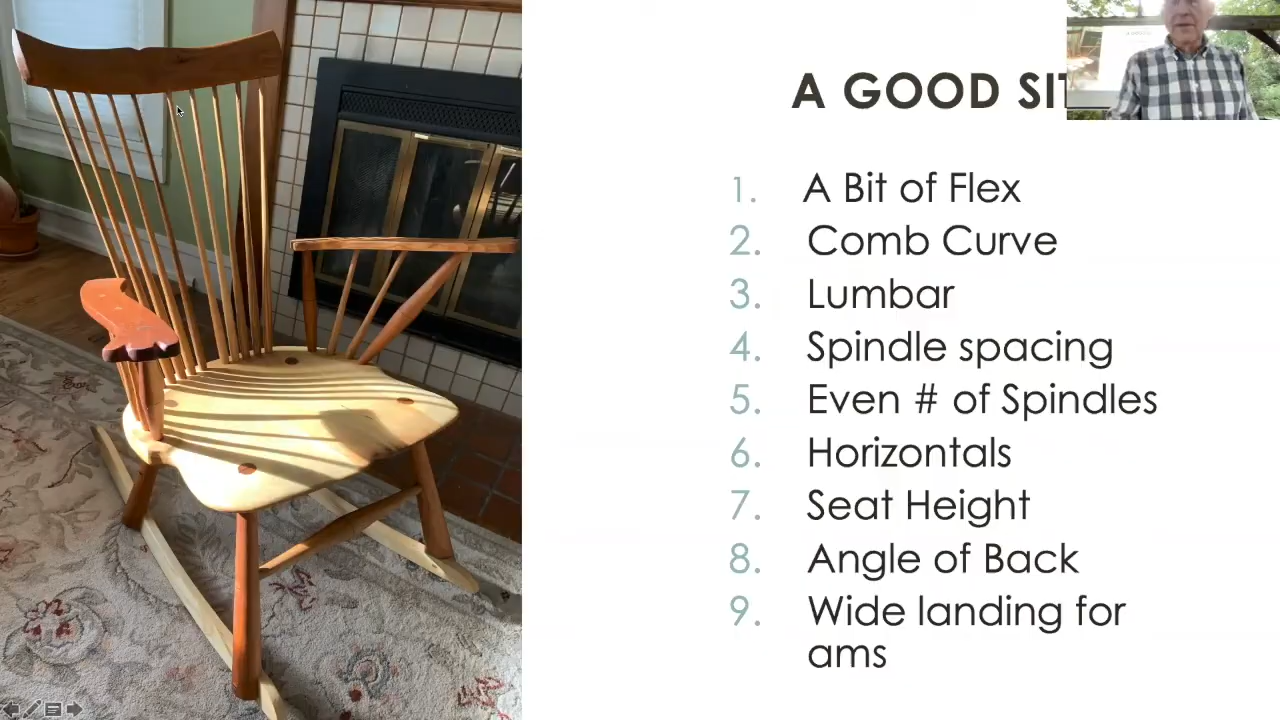 A GOOD SIT
1. A Bit of Flex
2. Comb Curve
3. Lumbar
4. Spindle spacing
5. Even # of Spindles
6. Horizontals
7. Seat Height
8. Angle of Back
9. Wide landing for
ams